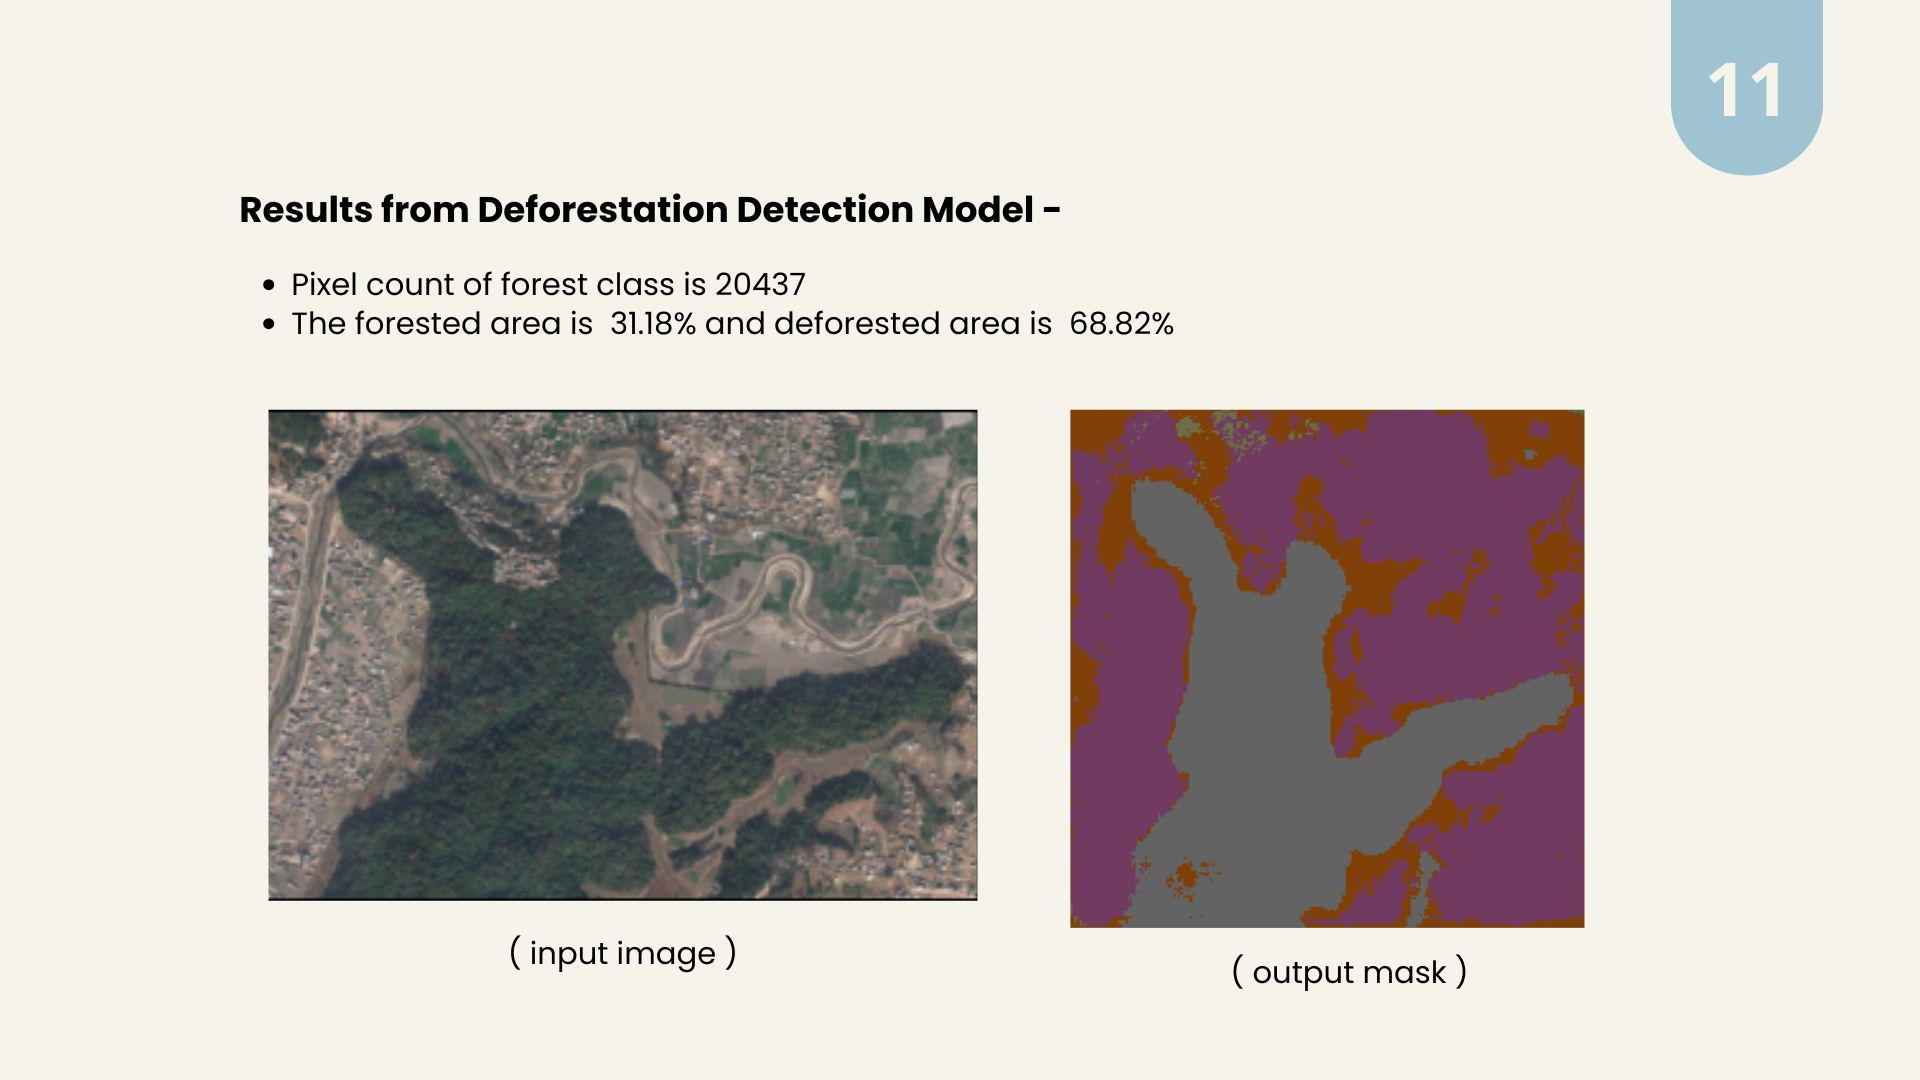 11
Results from Deforestation Detection Model -
• Pixel count of forest class is 20437
• The forested area is  31.18% and deforested area is  68.82%
( input image )
( output mask )